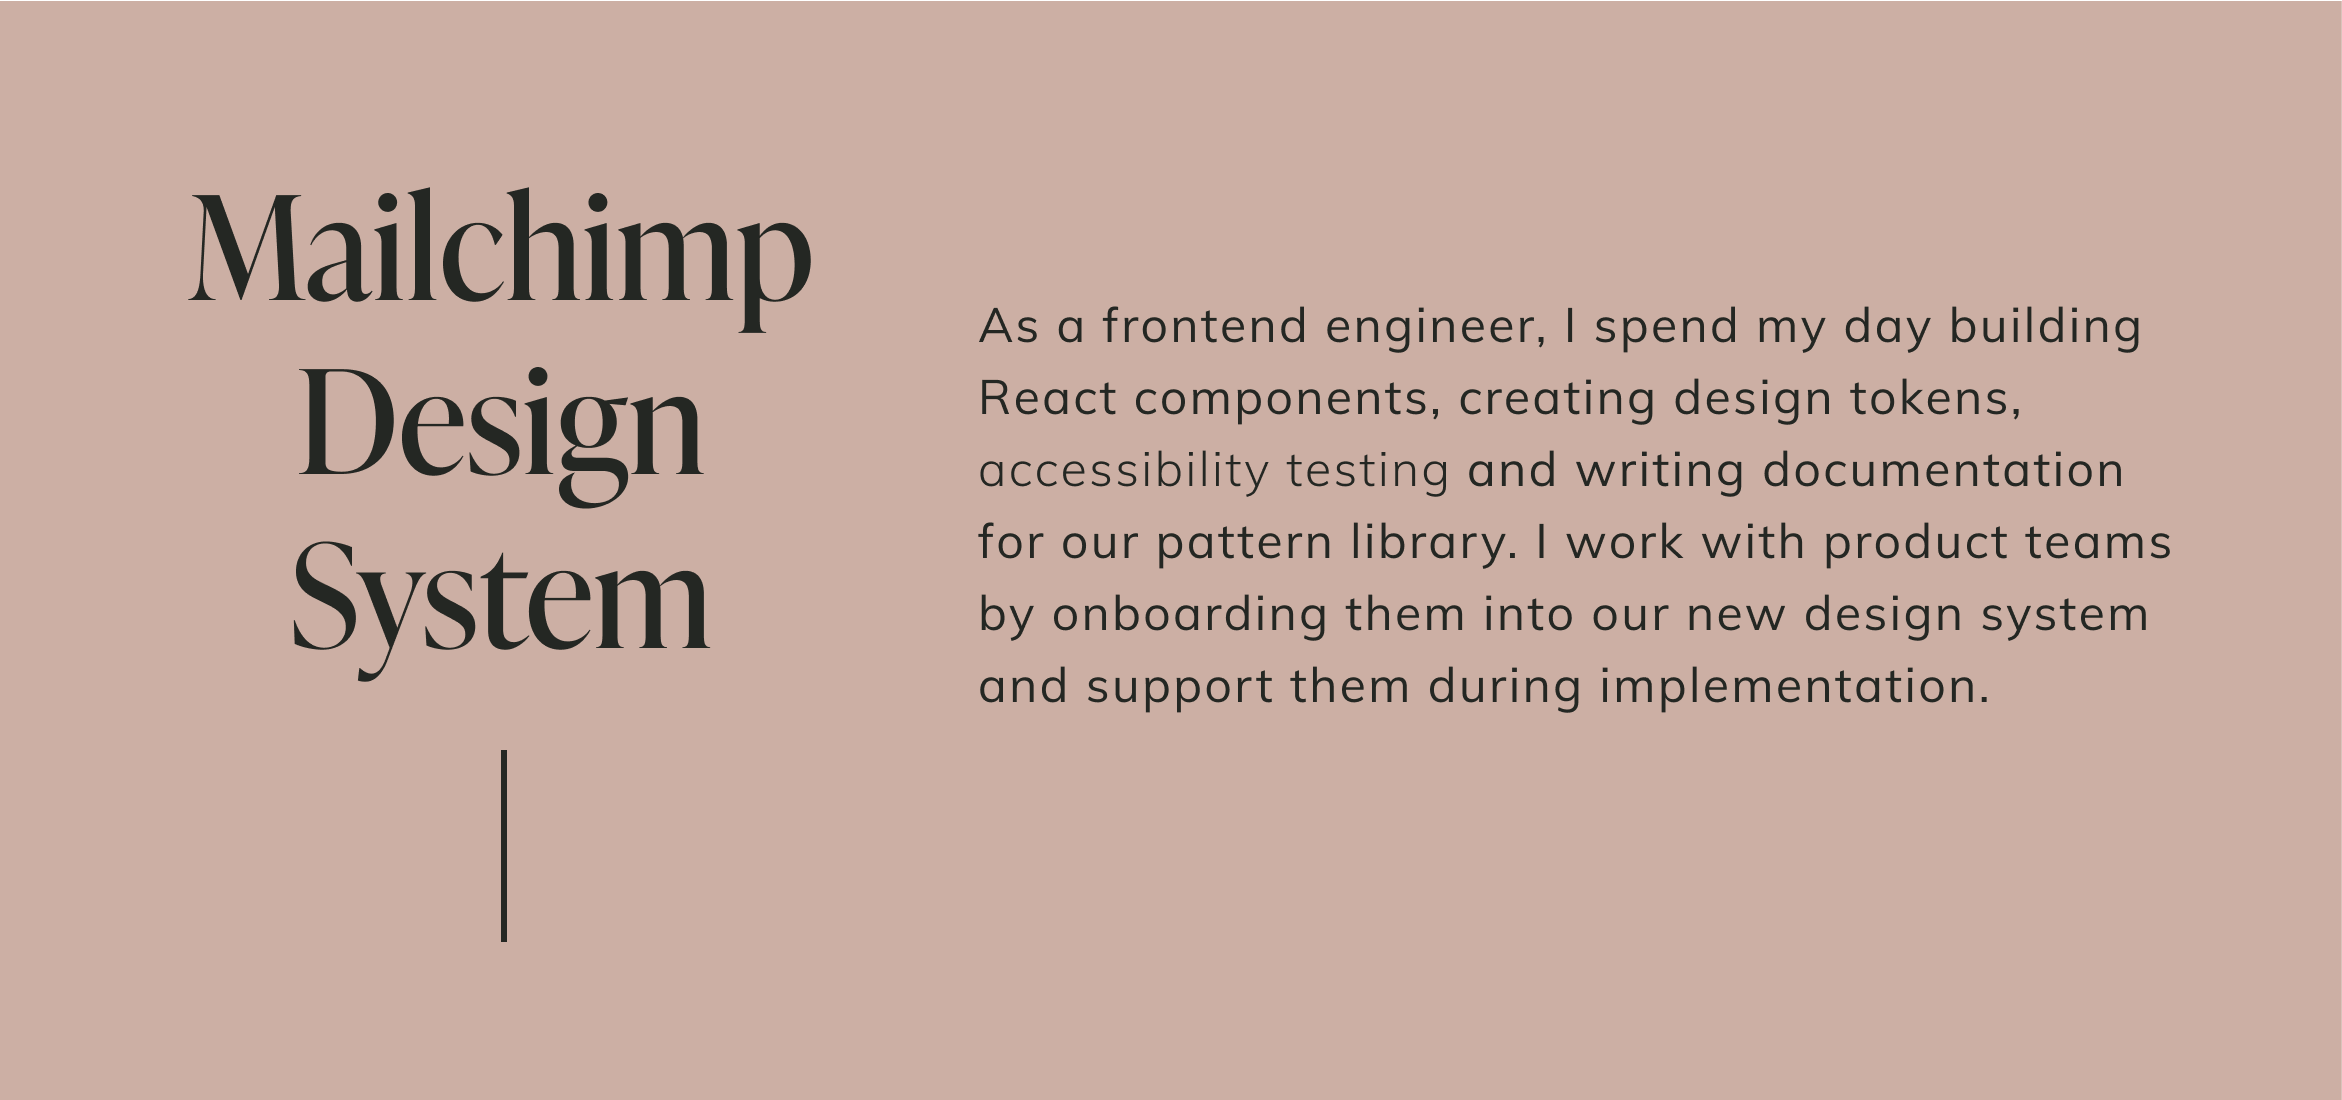 Mailchimp
Design
System
As a frontend engineer, I spend my day building
React components, creating design tokens,
accessibility testing and writing documentation
for our pattern library. I work with product teams
by onboarding them into our new design system
and support them during implementation.